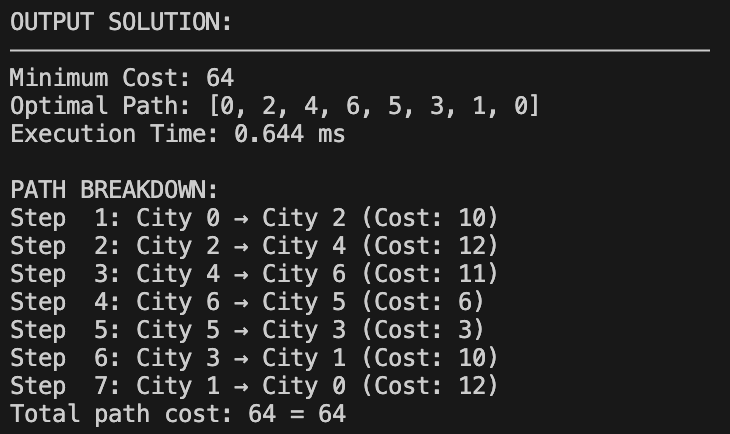 OUTPUT SOLUTION:
Minimum Cost: 64
Optimal Path: [0, 2, 4, 6, 5, 3, 1, 0]
Execution Time: 0.644 ms
PATH BREAKDOWN:
Step  1: City 0 → City 2 (Cost: 10)
Step  2: City 2 → City 4 (Cost: 12)
Step  3: City 4 → City 6 (Cost: 11)
Step  4: City 6 → City 5 (Cost: 6)
Step  5: City 5 → City 3 (Cost: 3)
Step  6: City 3 → City 1 (Cost: 10)
Step  7: City 1 → City 0 (Cost: 12)
Total path cost: 64 = 64